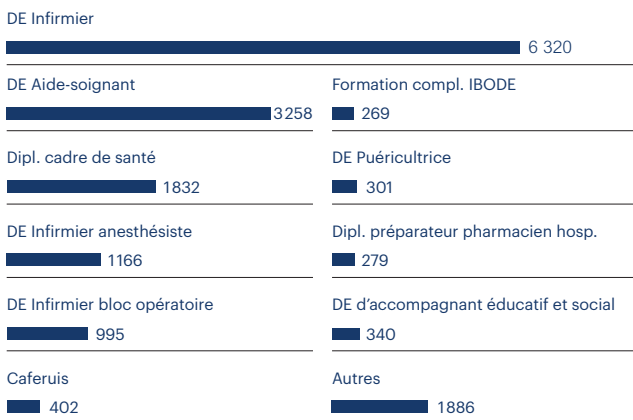 DE Infirmier
6 320
DE Aide-soignant
3258
Dipl. cadre de santé
1832
DE Infirmier anesthésiste
1166
DE Infirmier bloc opératoire
995
Caferuis
402
Formation compl. IBODE
269
DE Puéricultrice
301
Dipl. préparateur pharmacien hosp.
279
DE d’accompagnant éducatif et social
340
Autres
1886